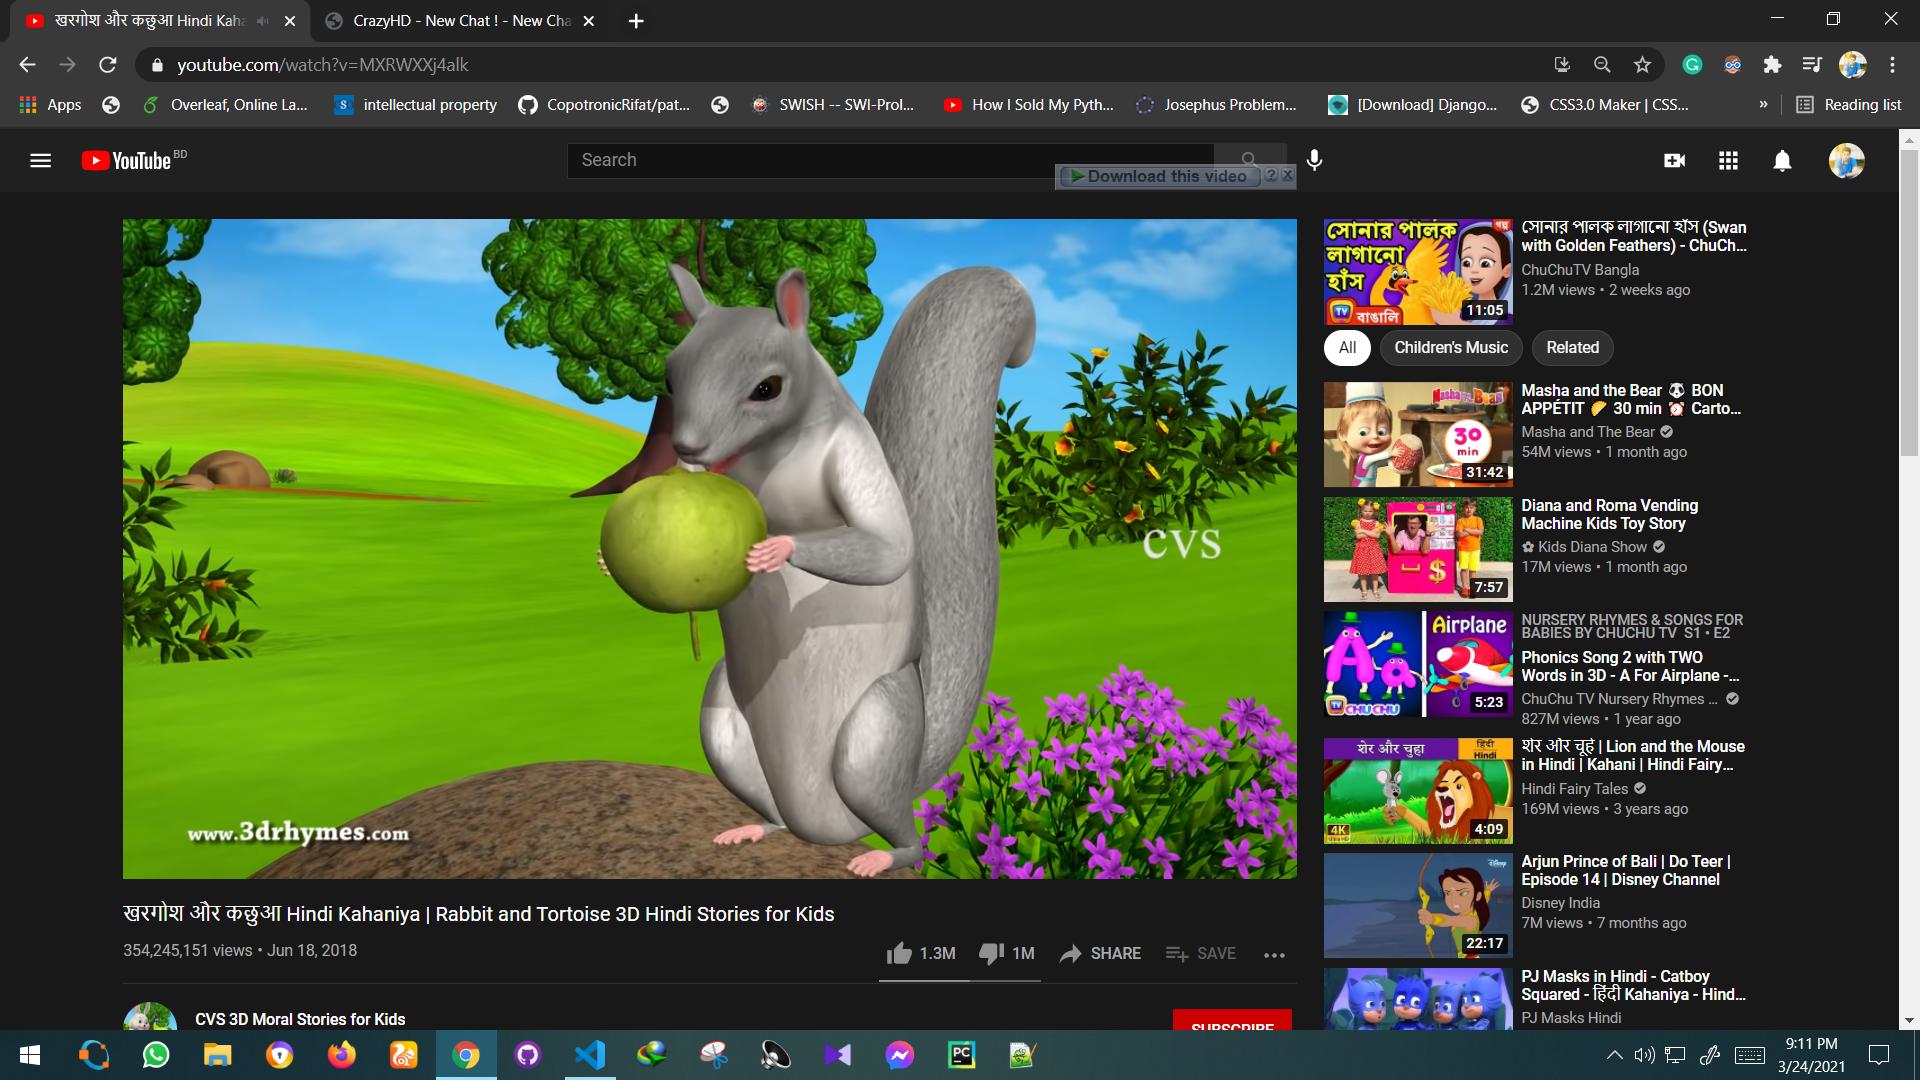 खरगोश और कछुआ Hindi Kaha
CrazyHD - New Chat ! - New Cha
youtube.com/watch?v=MXRWXXj4alk
Apps
Overleaf, Online La...
intellectual property
CopotronicRifat/pat...
SWISH -- SWI-Prol...
How I Sold My Pyth...
Josephus Problem...
[Download] Django...
CSS3.0 Maker | CSS...
»
Reading list
YouTube BD
Search
Download this video
CVS
www.3drhymes.com
खरगोश और कछुआ Hindi Kahaniya | Rabbit and Tortoise 3D Hindi Stories for Kids
354,245,151 views • Jun 18, 2018
1.3M
1M
SHARE
SAVE
CVS 3D Moral Stories for Kids
SUBSCRIBE
সোনার পালক
লাগানো
হাঁস
গল্প
TV বাঙালি
11:05
সোনার পালক লাগানো হাঁস (Swan
with Golden Feathers) - ChuCh...
ChuChuTV Bangla
1.2M views • 2 weeks ago
All
Children's Music
Related
Masha and the Bear
30
min
31:42
Masha and the Bear 🐼 BON
APPÉTIT 🌮 30 min ⏰ Carto...
Masha and The Bear
54M views • 1 month ago
$
7:57
Diana and Roma Vending
Machine Kids Toy Story
✿ Kids Diana Show
17M views • 1 month ago
Airplane
A a
TV CHUCHU
5:23
NURSERY RHYMES & SONGS FOR
BABIES BY CHUCHU TV S1 • E2
Phonics Song 2 with TWO
Words in 3D - A For Airplane -...
ChuChu TV Nursery Rhymes ...
827M views • 1 year ago
शेर और चुहा
हिंदी
Hindi
4K
4:09
शेर और चूहे | Lion and the Mouse
in Hindi | Kahani | Hindi Fairy...
Hindi Fairy Tales
169M views • 3 years ago
Disney
22:17
Arjun Prince of Bali | Do Teer |
Episode 14 | Disney Channel
Disney India
7M views • 7 months ago
PJ Masks in Hindi - Catboy
Squared - हिंदी Kahaniya - Hind...
PJ Masks Hindi
PC
9:11 PM
3/24/2021